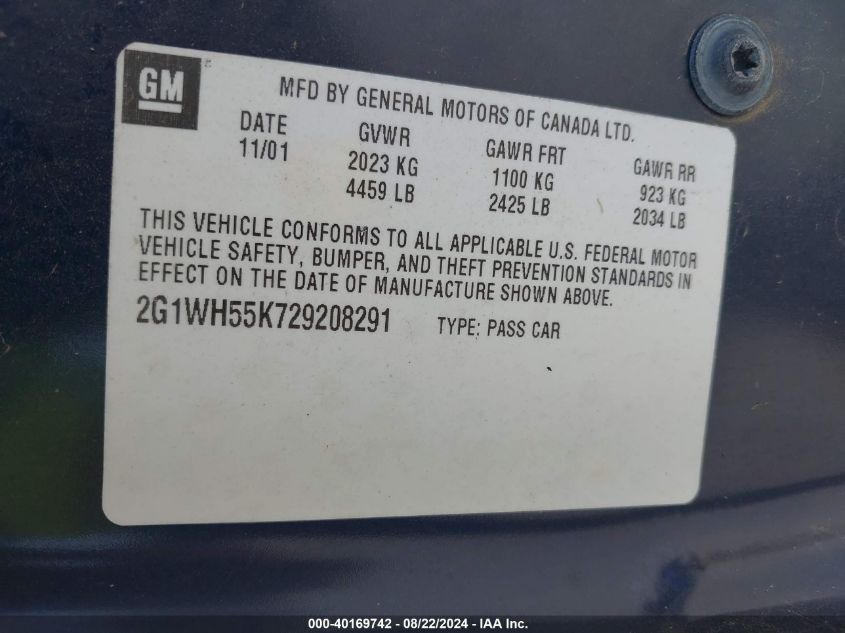 GM
MFD BY GENERAL MOTORS OF CANADA LTD.
DATE GVWR GAWR FRT GAWR RR
11/01 2023 KG 1100 KG 923 KG
4459 LB 2425 LB 2034 LB
THIS VEHICLE CONFORMS TO ALL APPLICABLE U.S. FEDERAL MOTOR
VEHICLE SAFETY, BUMPER, AND THEFT PREVENTION STANDARDS IN
EFFECT ON THE DATE OF MANUFACTURE SHOWN ABOVE.
2G1WH55K729208291 TYPE: PASS CAR
000-40169742 - 08/22/2024 - IAA Inc.